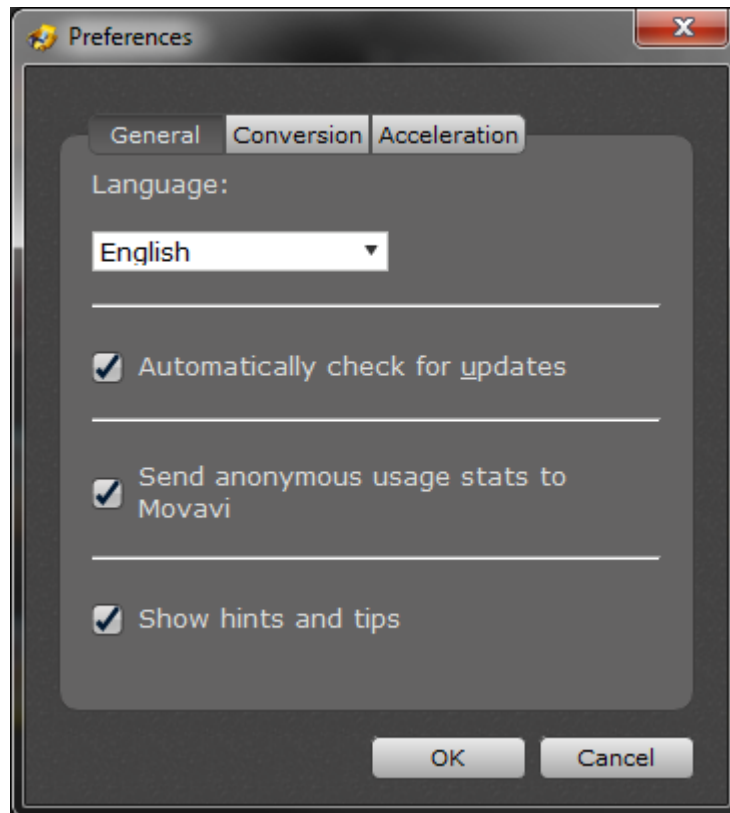 Preferences
General Conversion Acceleration
Language:
English
Automatically check for updates
Send anonymous usage stats to
Movavi
Show hints and tips
OK Cancel